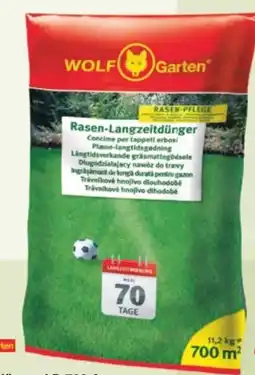 WOLF Garten®
RASEN-PFLEGE
Rasen-Langzeitdünger
Concime per tappeti erbosi
Plæne-langtidsgødning
Långtidsverkande gräsmattegödsele
Długodziałający nawóz do trawy
Îngrășământ de lungă durată pentru gazon
Trávníkové hnojivo dlouhodobé
Trávnikové hnojivo dlhodobé
LANGZEITWIRKUNG
70
TAGE
11,2 kg =
700 m²